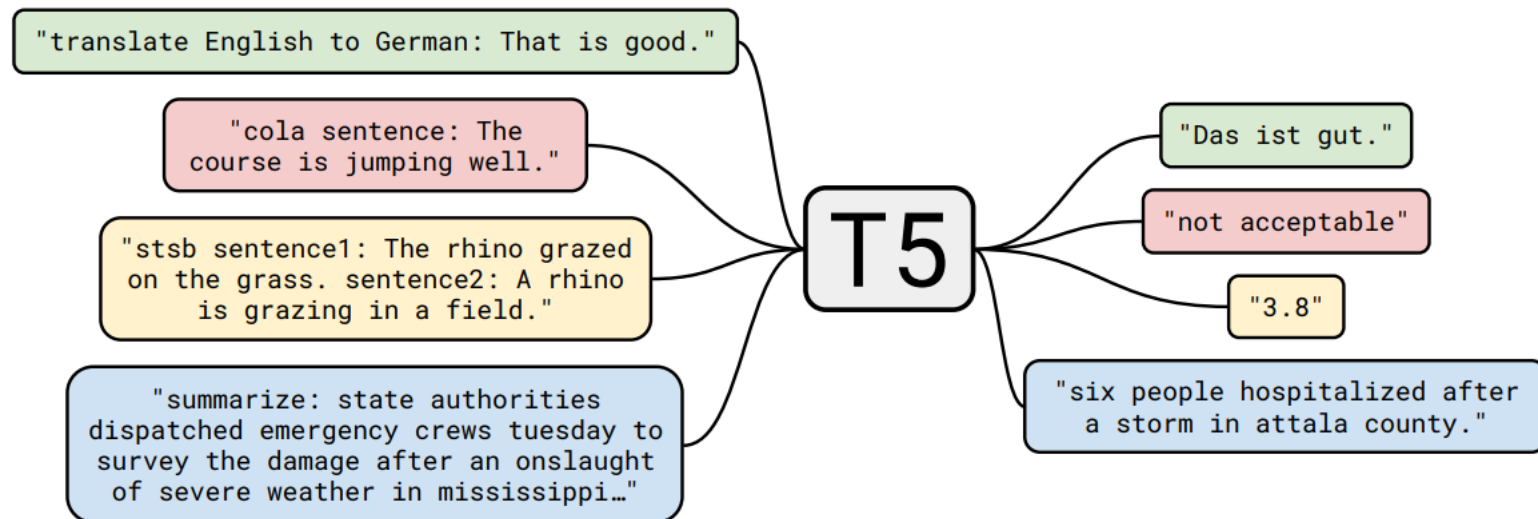 "translate English to German: That is good."
"cola sentence: The
course is jumping well."
"stsb sentence1: The rhino grazed
on the grass. sentence2: A rhino
is grazing in a field."
"summarize: state authorities
dispatched emergency crews tuesday to
survey the damage after an onslaught
of severe weather in mississippi…"
T5
"Das ist gut."
"not acceptable"
"3.8"
"six people hospitalized after
a storm in attala county."